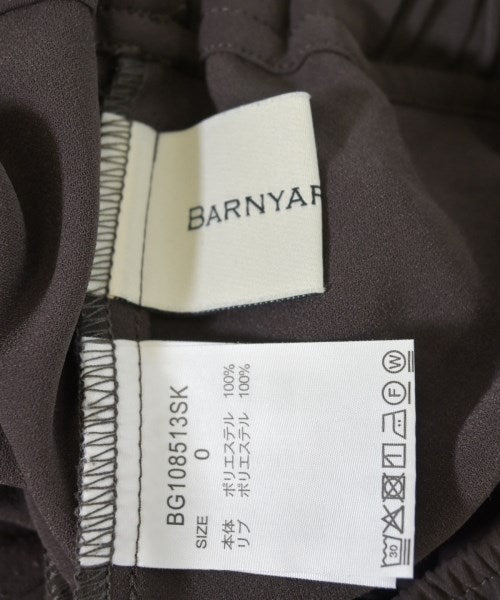 BARNYAR
BG108513SK
0
SIZE
本体 ポリエステル 100%
リブ ポリエステル 100%
30
F
W